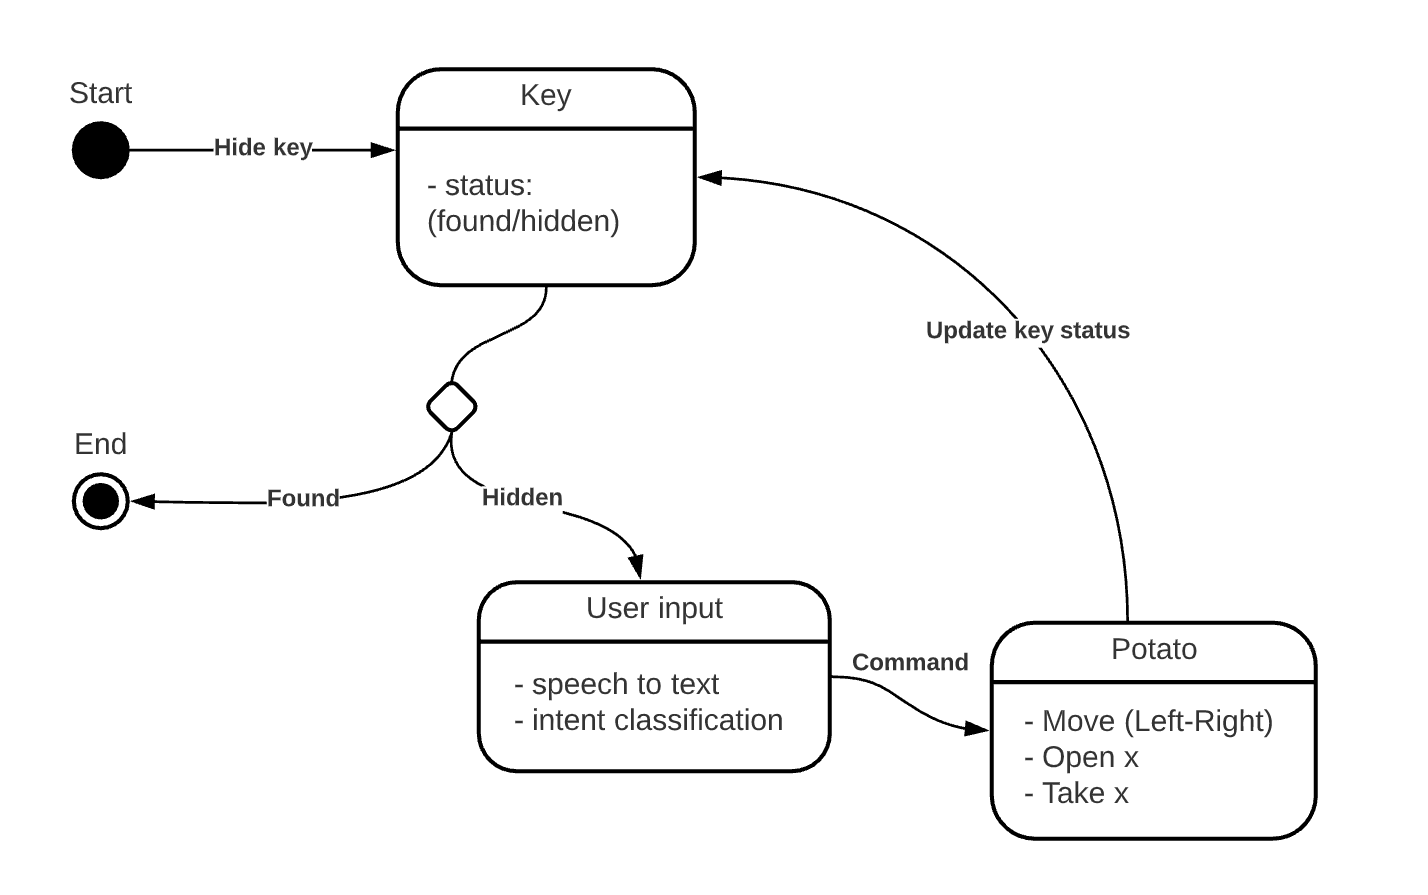 Start
Hide key
Key
- status:
(found/hidden)
Update key status
End
Found
Hidden
User input
- speech to text
- intent classification
Command
Potato
- Move (Left-Right)
- Open x
- Take x